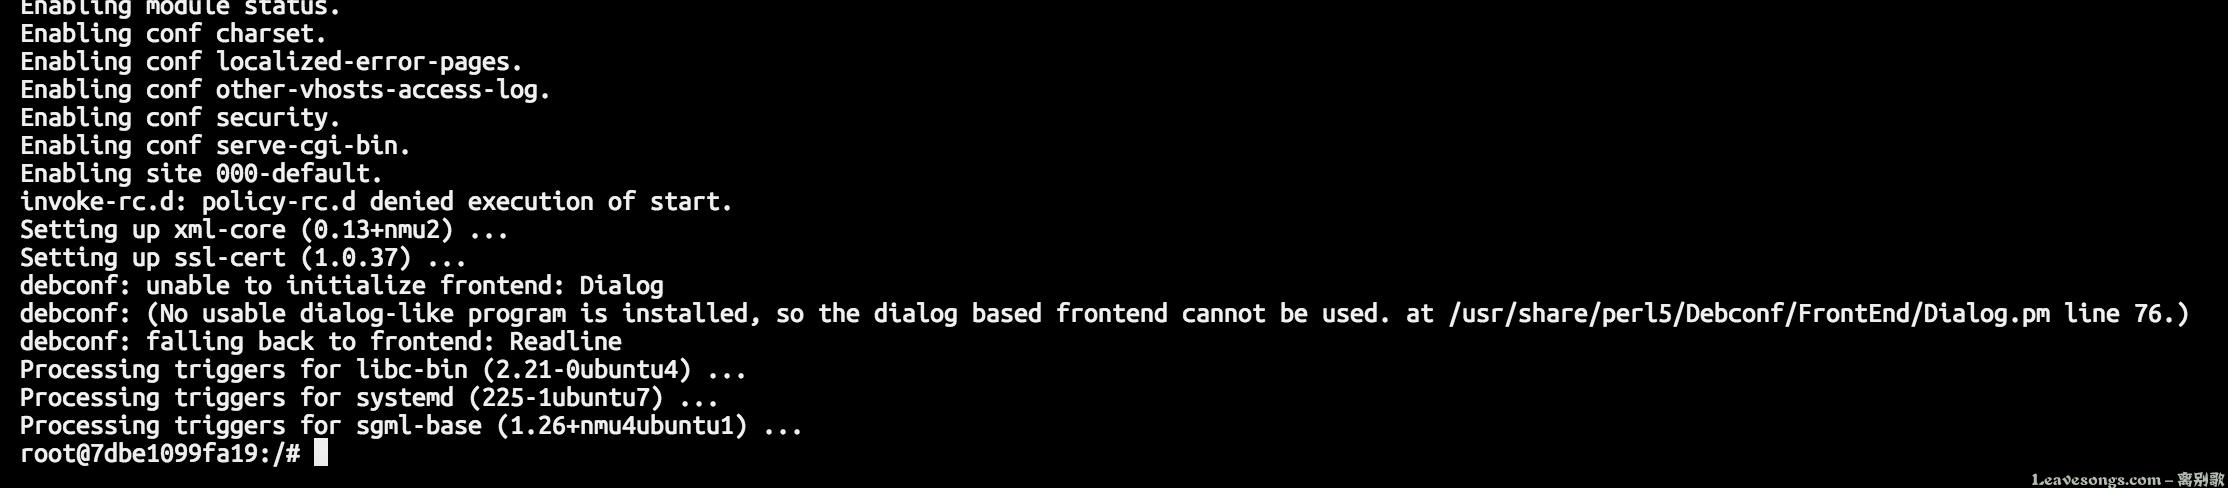 Enabling module status.
Enabling conf charset.
Enabling conf localized-error-pages.
Enabling conf other-vhosts-access-log.
Enabling conf security.
Enabling conf serve-cgi-bin.
Enabling site 000-default.
invoke-rc.d: policy-rc.d denied execution of start.
Setting up xml-core (0.13+nmu2) ...
Setting up ssl-cert (1.0.37) ...
debconf: unable to initialize frontend: Dialog
debconf: (No usable dialog-like program is installed, so the dialog based frontend cannot be used. at /usr/share/perl5/Debconf/FrontEnd/Dialog.pm line 76.)
debconf: falling back to frontend: Readline
Processing triggers for libc-bin (2.21-0ubuntu4) ...
Processing triggers for systemd (225-1ubuntu7) ...
Processing triggers for sgml-base (1.26+nmu4ubuntu1) ...
root@7dbe1099fa19:/#
Leavesongs.com – 离别歌